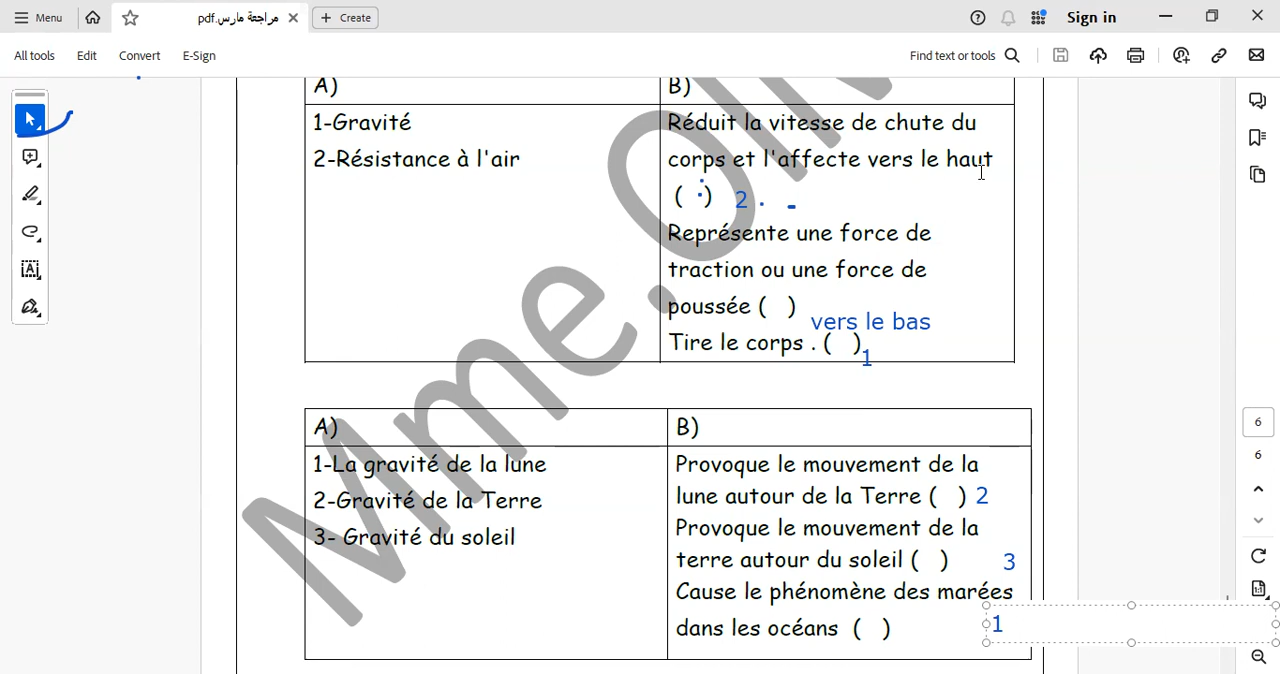 Menu
مراجعة مارس.pdf
Create
Sign in
All tools
Edit
Convert
E-Sign
Find text or tools
A)
B)
1-Gravité
2-Résistance à l'air
Réduit la vitesse de chute du
corps et l'affecte vers le haut
( ) 2
Représente une force de
traction ou une force de
poussée ( )
vers le bas
Tire le corps . ( )
1
A)
B)
1-La gravité de la lune
2-Gravité de la Terre
3- Gravité du soleil
Provoque le mouvement de la
lune autour de la Terre ( ) 2
Provoque le mouvement de la
terre autour du soleil ( ) 3
Cause le phénomène des marées
dans les océans ( ) 1
6
6